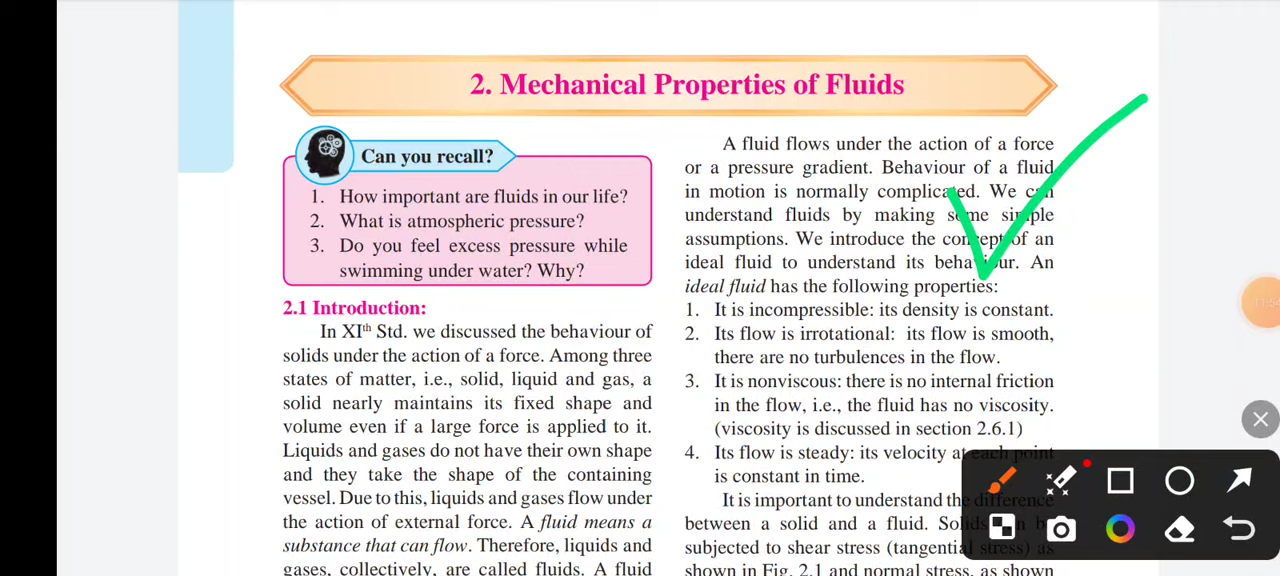 2. Mechanical Properties of Fluids
Can you recall?
1. How important are fluids in our life?
2. What is atmospheric pressure?
3. Do you feel excess pressure while
swimming under water? Why?
2.1 Introduction:
In XIth Std. we discussed the behaviour of
solids under the action of a force. Among three
states of matter, i.e., solid, liquid and gas, a
solid nearly maintains its fixed shape and
volume even if a large force is applied to it.
Liquids and gases do not have their own shape
and they take the shape of the containing
vessel. Due to this, liquids and gases flow under
the action of external force. A fluid means a
substance that can flow. Therefore, liquids and
gases, collectively, are called fluids. A fluid
A fluid flows under the action of a force
or a pressure gradient. Behaviour of a fluid
in motion is normally complicated. We can
understand fluids by making some simple
assumptions. We introduce the concept of an
ideal fluid to understand its behaviour. An
ideal fluid has the following properties:
1. It is incompressible: its density is constant.
2. Its flow is irrotational: its flow is smooth,
there are no turbulences in the flow.
3. It is nonviscous: there is no internal friction
in the flow, i.e., the fluid has no viscosity.
(viscosity is discussed in section 2.6.1)
4. Its flow is steady: its velocity at each point
is constant in time.
It is important to understand the difference
between a solid and a fluid. Solids can be
subjected to shear stress (tangential stress) as
shown in Fig. 2.1 and normal stress, as shown